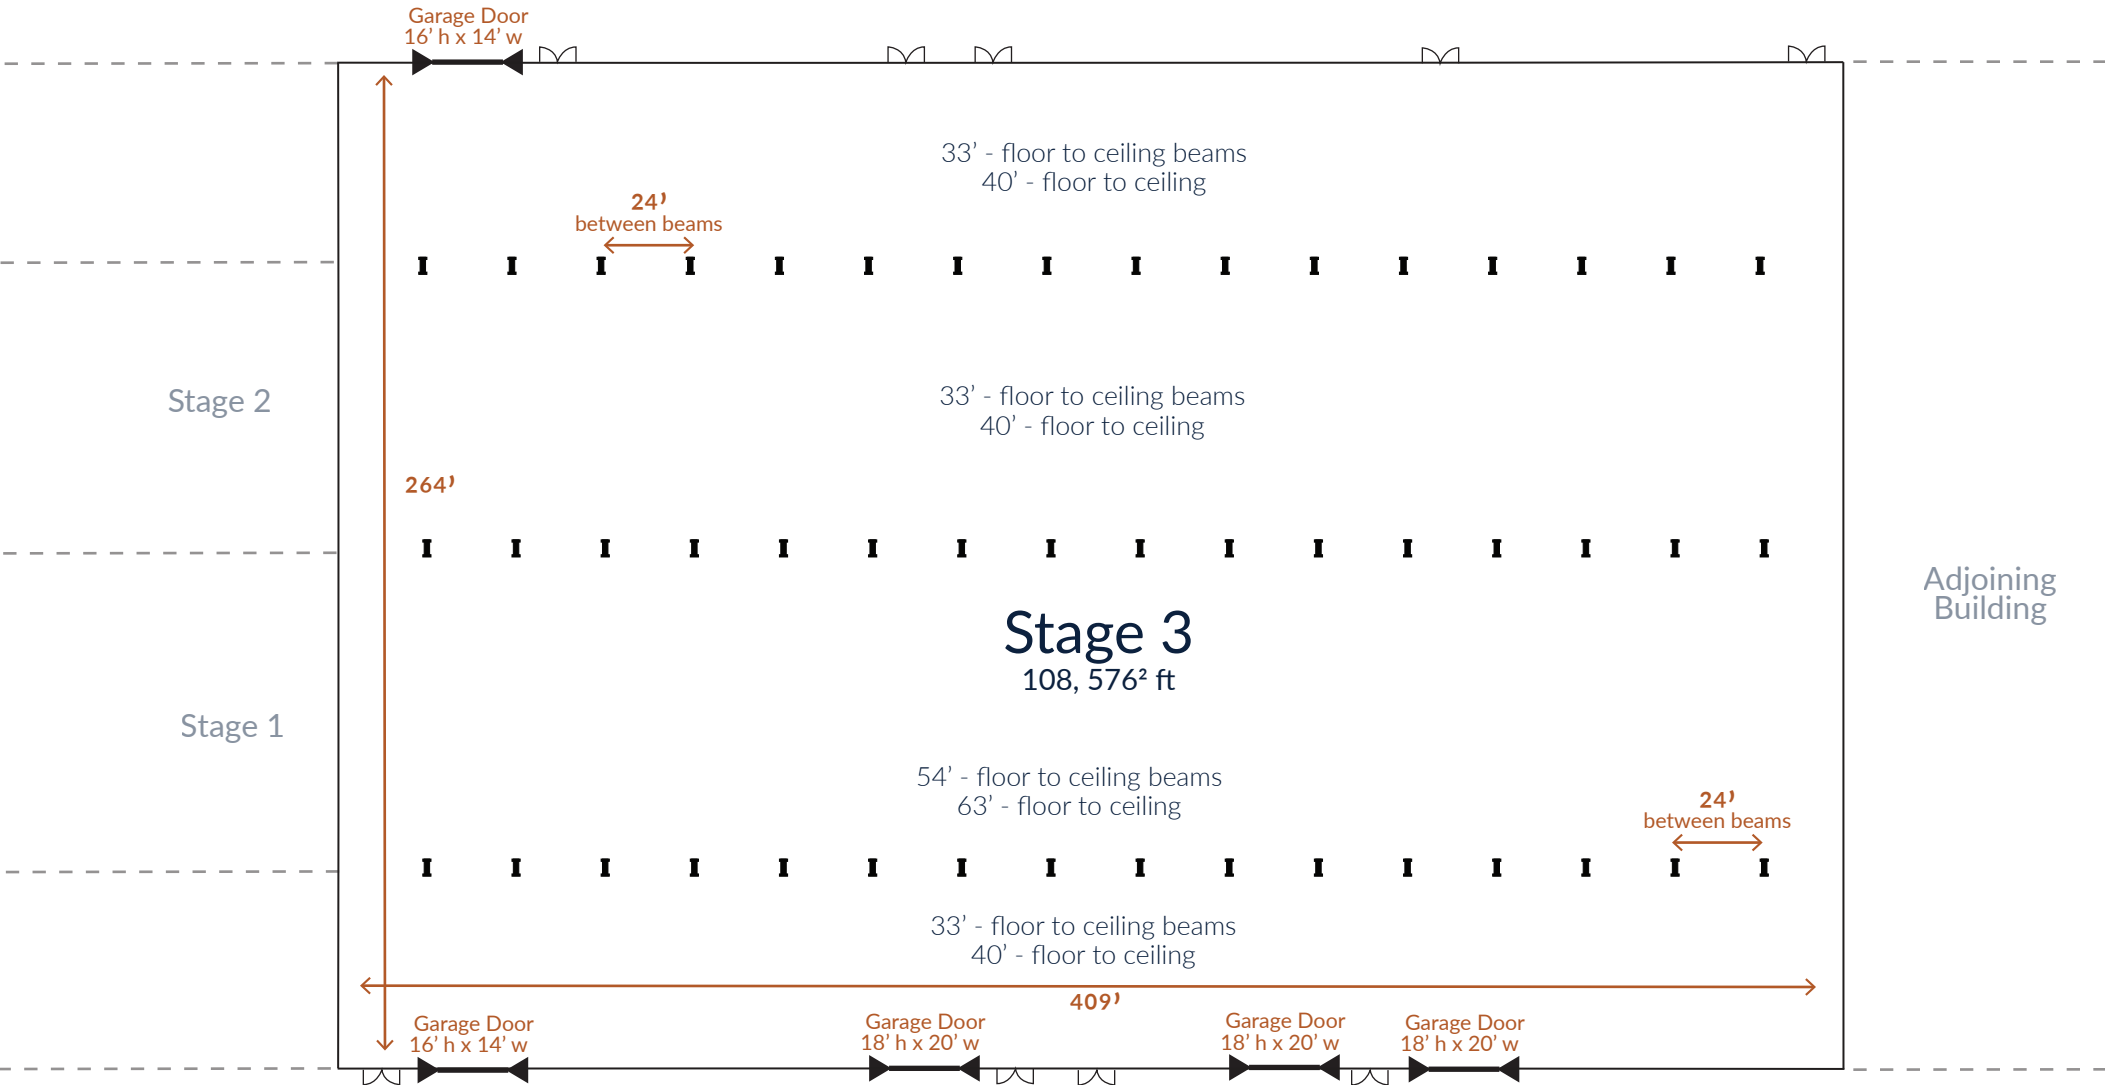 Garage Door
16’ h x 14’ w
33’ - floor to ceiling beams
40’ - floor to ceiling
24’
between beams
33’ - floor to ceiling beams
40’ - floor to ceiling
Stage 2
264’
Adjoining
Building
Stage 3
108, 576² ft
Stage 1
54’ - floor to ceiling beams
63’ - floor to ceiling
24’
between beams
33’ - floor to ceiling beams
40’ - floor to ceiling
409’
Garage Door
16’ h x 14’ w
Garage Door
18’ h x 20’ w
Garage Door
18’ h x 20’ w
Garage Door
18’ h x 20’ w